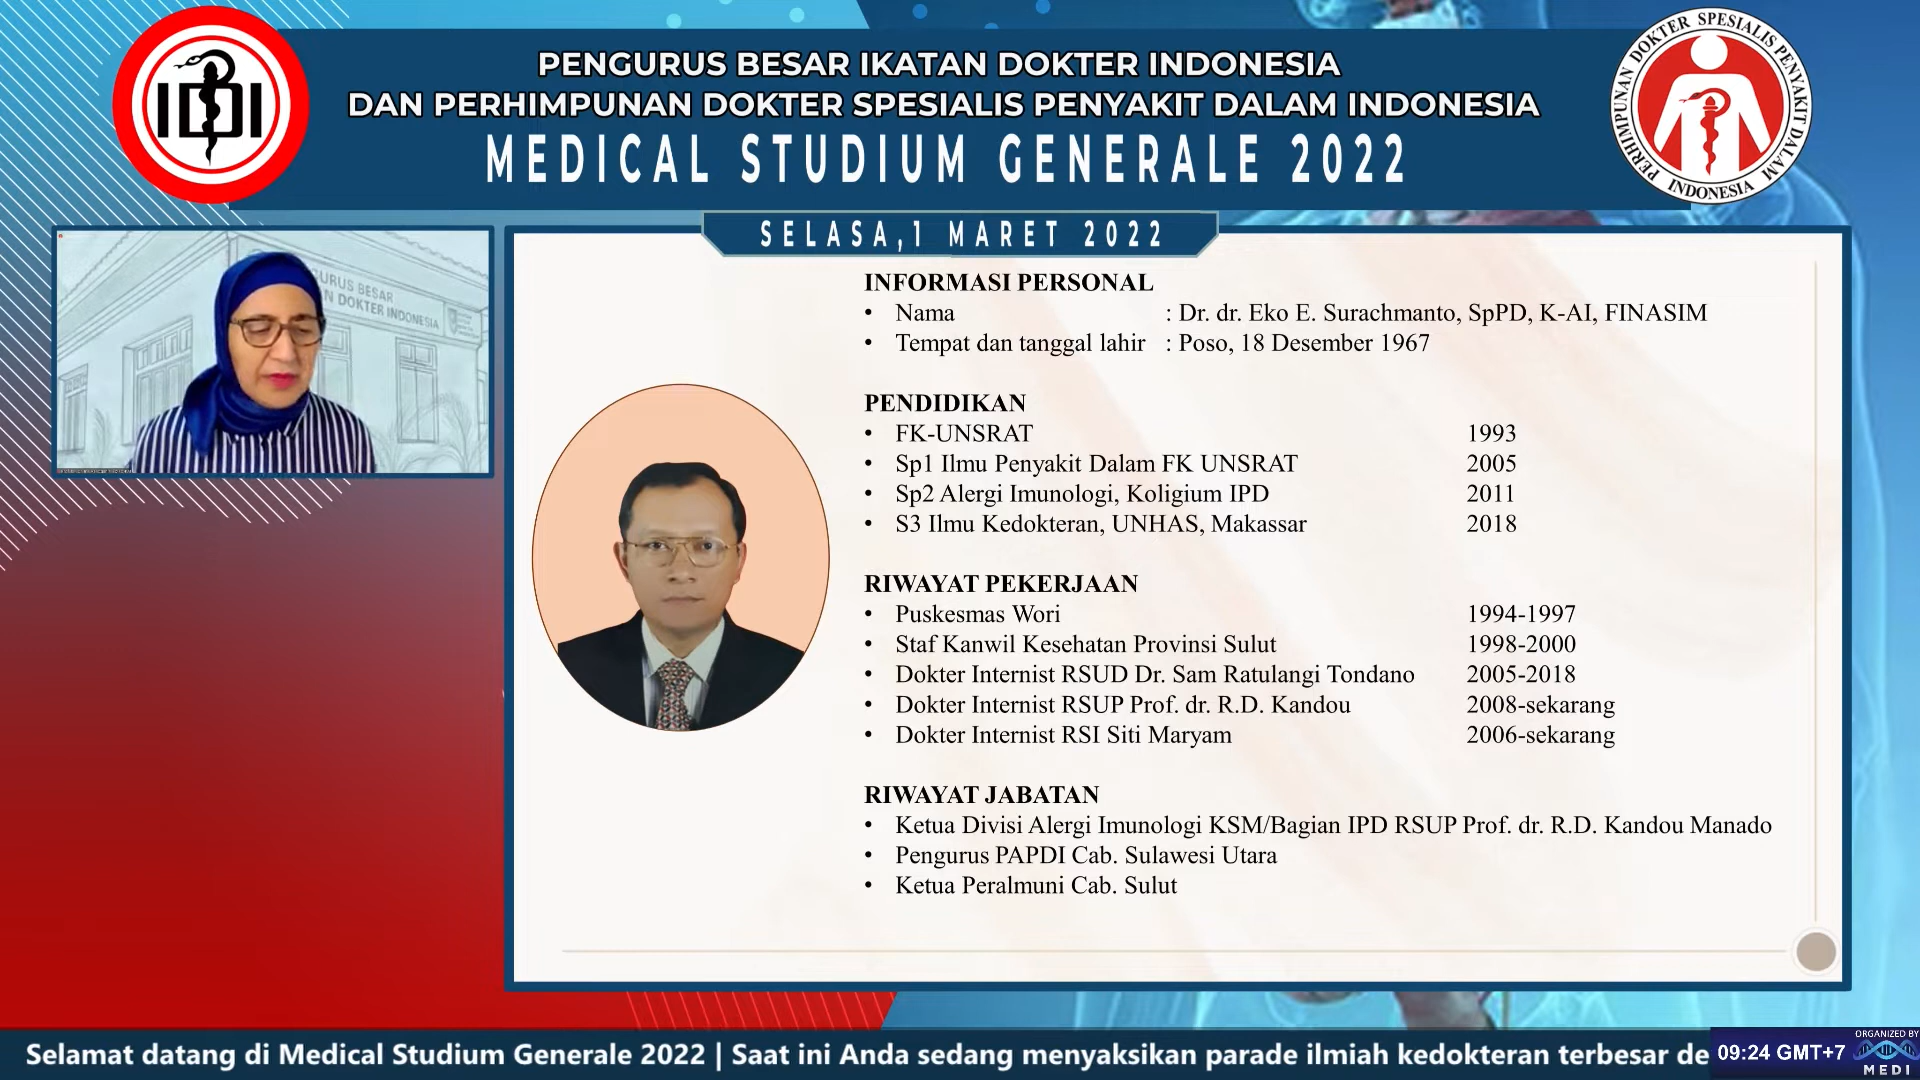 IDI
PENGURUS BESAR IKATAN DOKTER INDONESIA
DAN PERHIMPUNAN DOKTER SPESIALIS PENYAKIT DALAM INDONESIA
MEDICAL STUDIUM GENERALE 2022
PERHIMPUNAN DOKTER SPESIALIS PENYAKIT DALAM
INDONESIA
SELASA,1 MARET 2022
GURUS BESAR
N DOKTER INDONESIA
INFORMASI PERSONAL
• Nama : Dr. dr. Eko E. Surachmanto, SpPD, K-AI, FINASIM
• Tempat dan tanggal lahir : Poso, 18 Desember 1967
PENDIDIKAN
• FK-UNSRAT 1993
• Sp1 Ilmu Penyakit Dalam FK UNSRAT 2005
• Sp2 Alergi Imunologi, Koligium IPD 2011
• S3 Ilmu Kedokteran, UNHAS, Makassar 2018
RIWAYAT PEKERJAAN
• Puskesmas Wori 1994-1997
• Staf Kanwil Kesehatan Provinsi Sulut 1998-2000
• Dokter Internist RSUD Dr. Sam Ratulangi Tondano 2005-2018
• Dokter Internist RSUP Prof. dr. R.D. Kandou 2008-sekarang
• Dokter Internist RSI Siti Maryam 2006-sekarang
RIWAYAT JABATAN
• Ketua Divisi Alergi Imunologi KSM/Bagian IPD RSUP Prof. dr. R.D. Kandou Manado
• Pengurus PAPDI Cab. Sulawesi Utara
• Ketua Peralmuni Cab. Sulut
Selamat datang di Medical Studium Generale 2022 | Saat ini Anda sedang menyaksikan parade ilmiah kedokteran terbesar de
09:24 GMT+7
ORGANIZED BY
MEDI